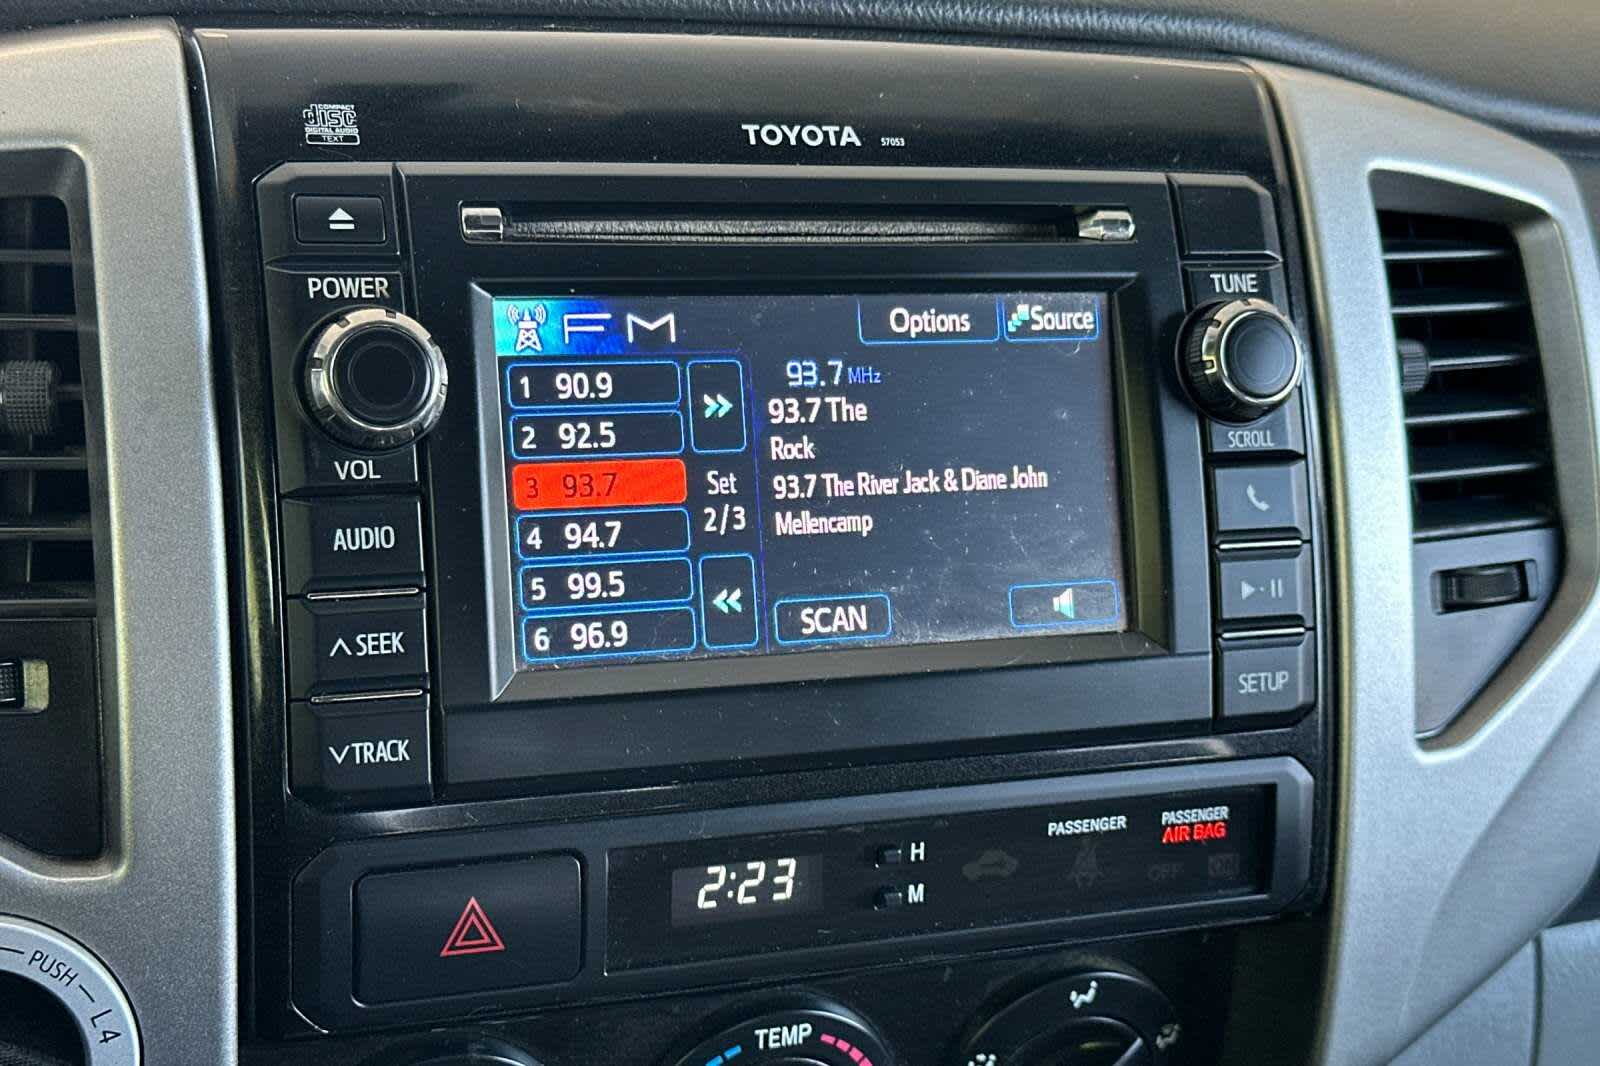 COMPACT
disc
DIGITAL AUDIO
TEXT
TOYOTA 57053
POWER
VOL
AUDIO
SEEK
TRACK
FM
Options
Source
1 90.9
2 92.5
3 93.7
4 94.7
5 99.5
6 96.9
Set
2/3
93.7 MHz
93.7 The
Rock
93.7 The River Jack & Diane John
Mellencamp
SCAN
TUNE
SCROLL
SETUP
PASSENGER
PASSENGER
AIR BAG
OFF
ON
2:23
H
M
PUSH
L4
TEMP